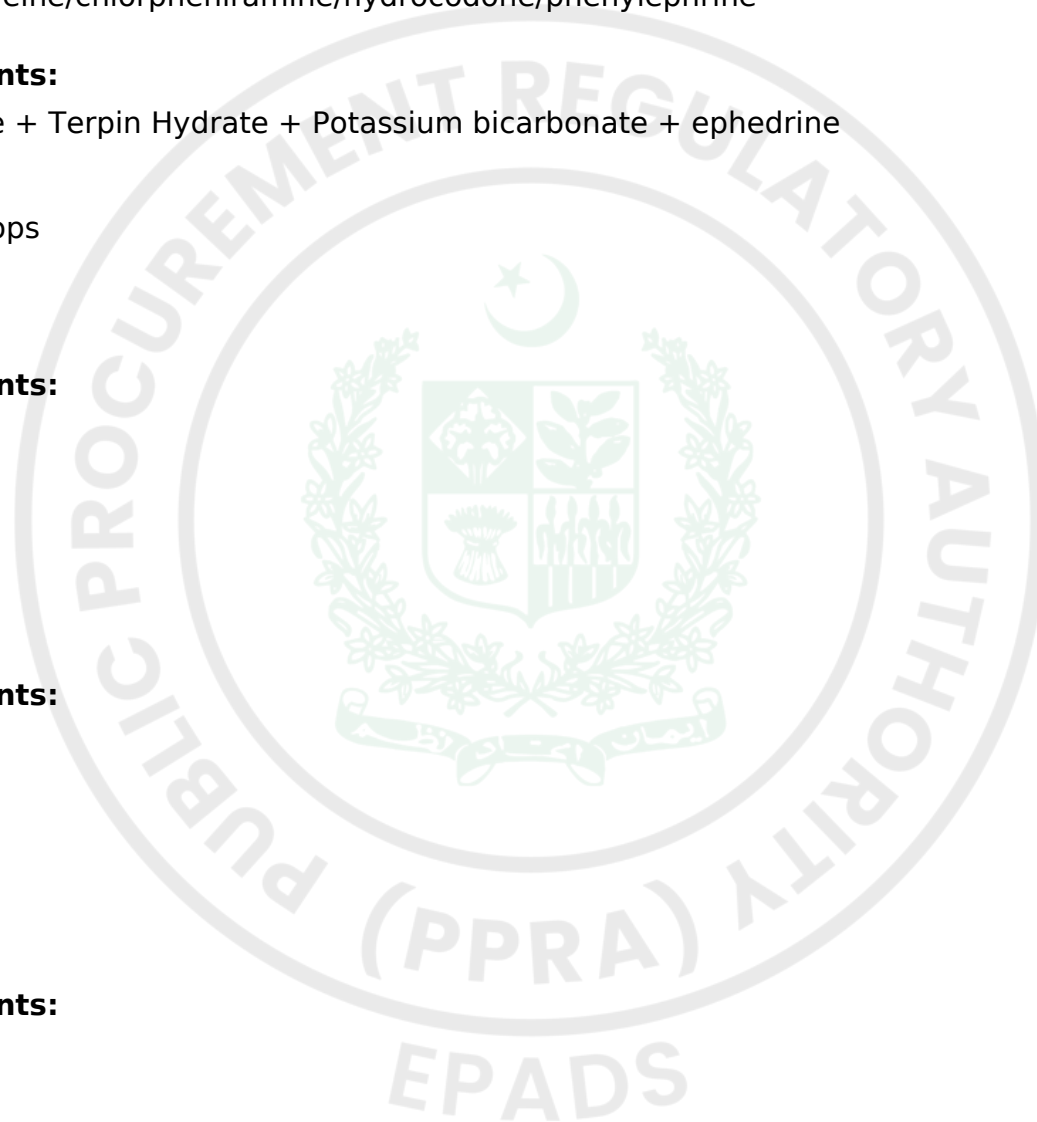 eine/chlorpheniramine/hydrocodone/phenylephrine
nts:
e + Terpin Hydrate + Potassium bicarbonate + ephedrine
ops
nts:
nts:
nts:
PUBLIC PROCUREMENT REGULATORY AUTHORITY
(PPRA)
EPADS